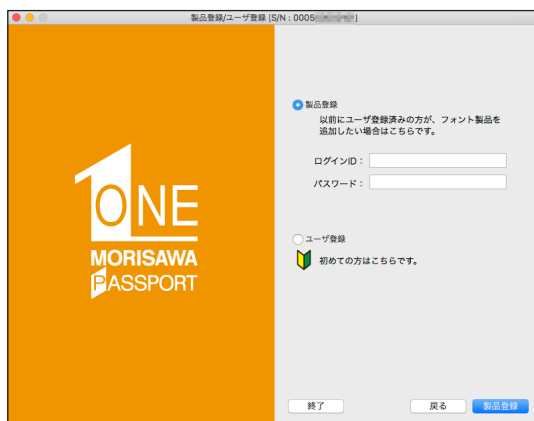 製品登録/ユーザ登録 [S/N : 0005
製品登録
以前にユーザ登録済みの方が、フォント製品を
追加したい場合はこちらです。
ログインID：
パスワード：
ユーザ登録
初めての方はこちらです。
ONE
MORISAWA
PASSPORT
終了
戻る
製品登録